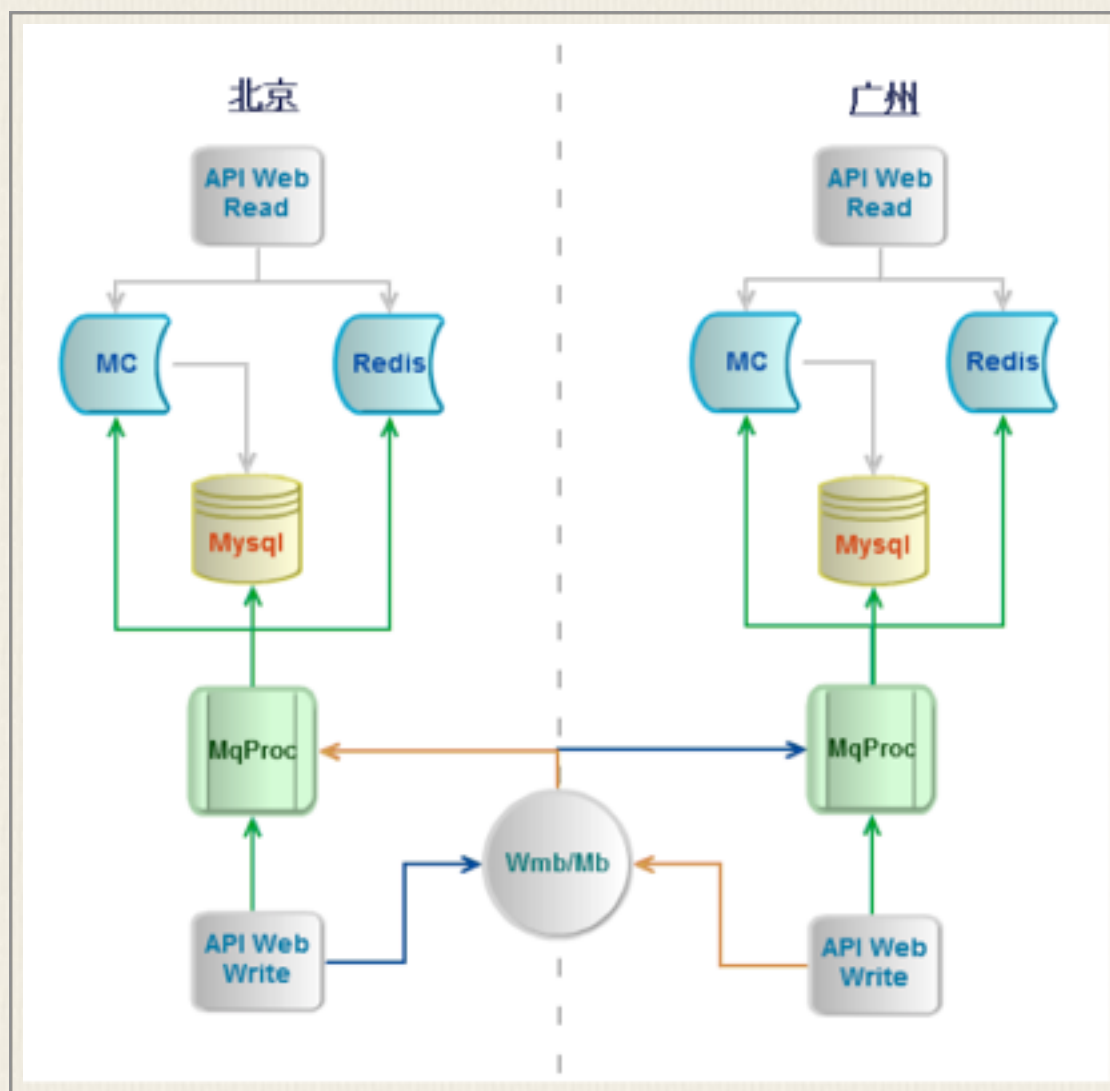 北京
广州
API Web
Read
API Web
Read
MC
Redis
MC
Redis
Mysql
Mysql
MqProc
MqProc
Wmb/Mb
API Web
Write
API Web
Write